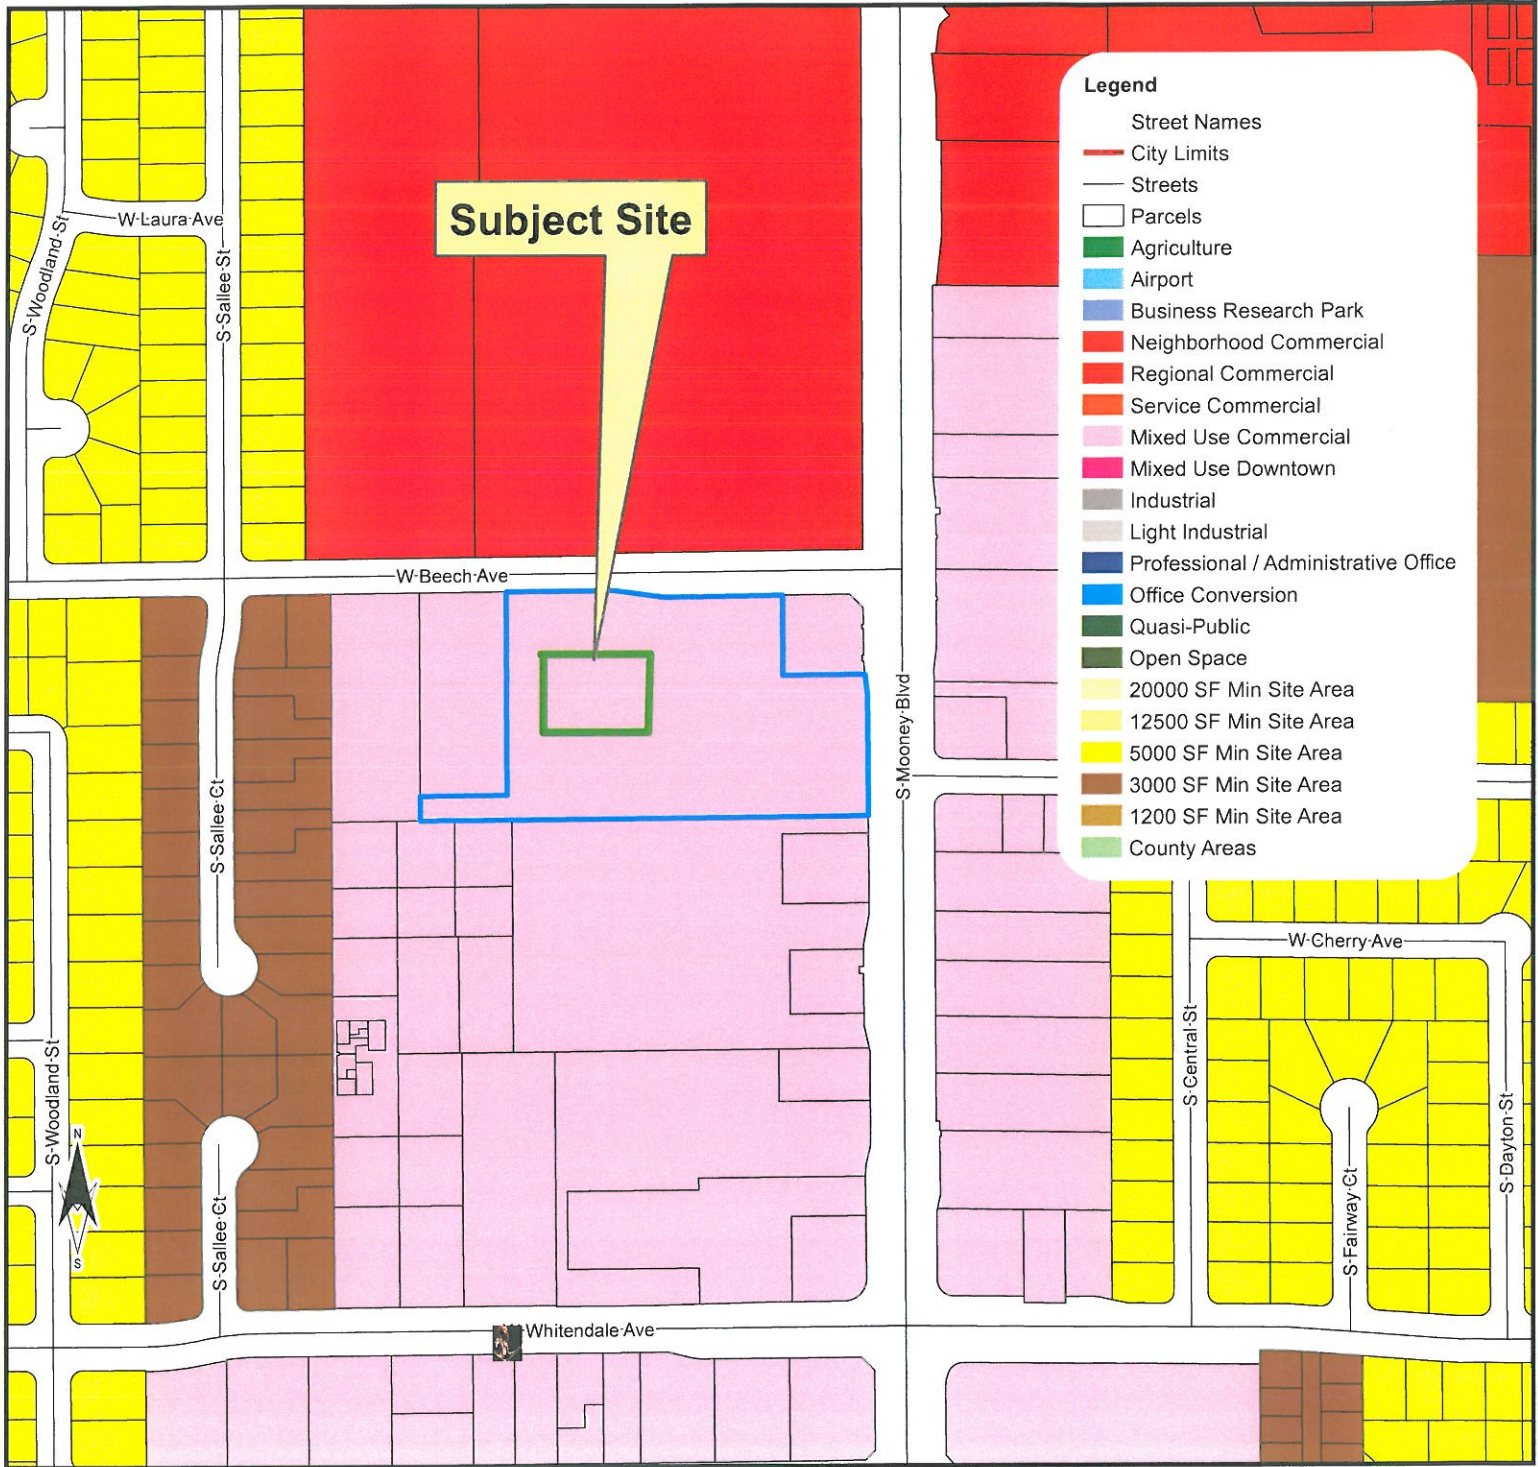 Legend
Street Names
City Limits
Streets
Parcels
Agriculture
Airport
Business Research Park
Neighborhood Commercial
Regional Commercial
Service Commercial
Mixed Use Commercial
Mixed Use Downtown
Industrial
Light Industrial
Professional / Administrative Office
Office Conversion
Quasi-Public
Open Space
20000 SF Min Site Area
12500 SF Min Site Area
5000 SF Min Site Area
3000 SF Min Site Area
1200 SF Min Site Area
County Areas
Subject Site
W Laura Ave
S Woodland St
S Sallee St
W Beech Ave
S Mooney Blvd
S Sallee Ct
W Cherry Ave
S Central St
S Woodland St
N
S
S Sallee Ct
S Fairway Ct
S Dayton St
Whitendale Ave